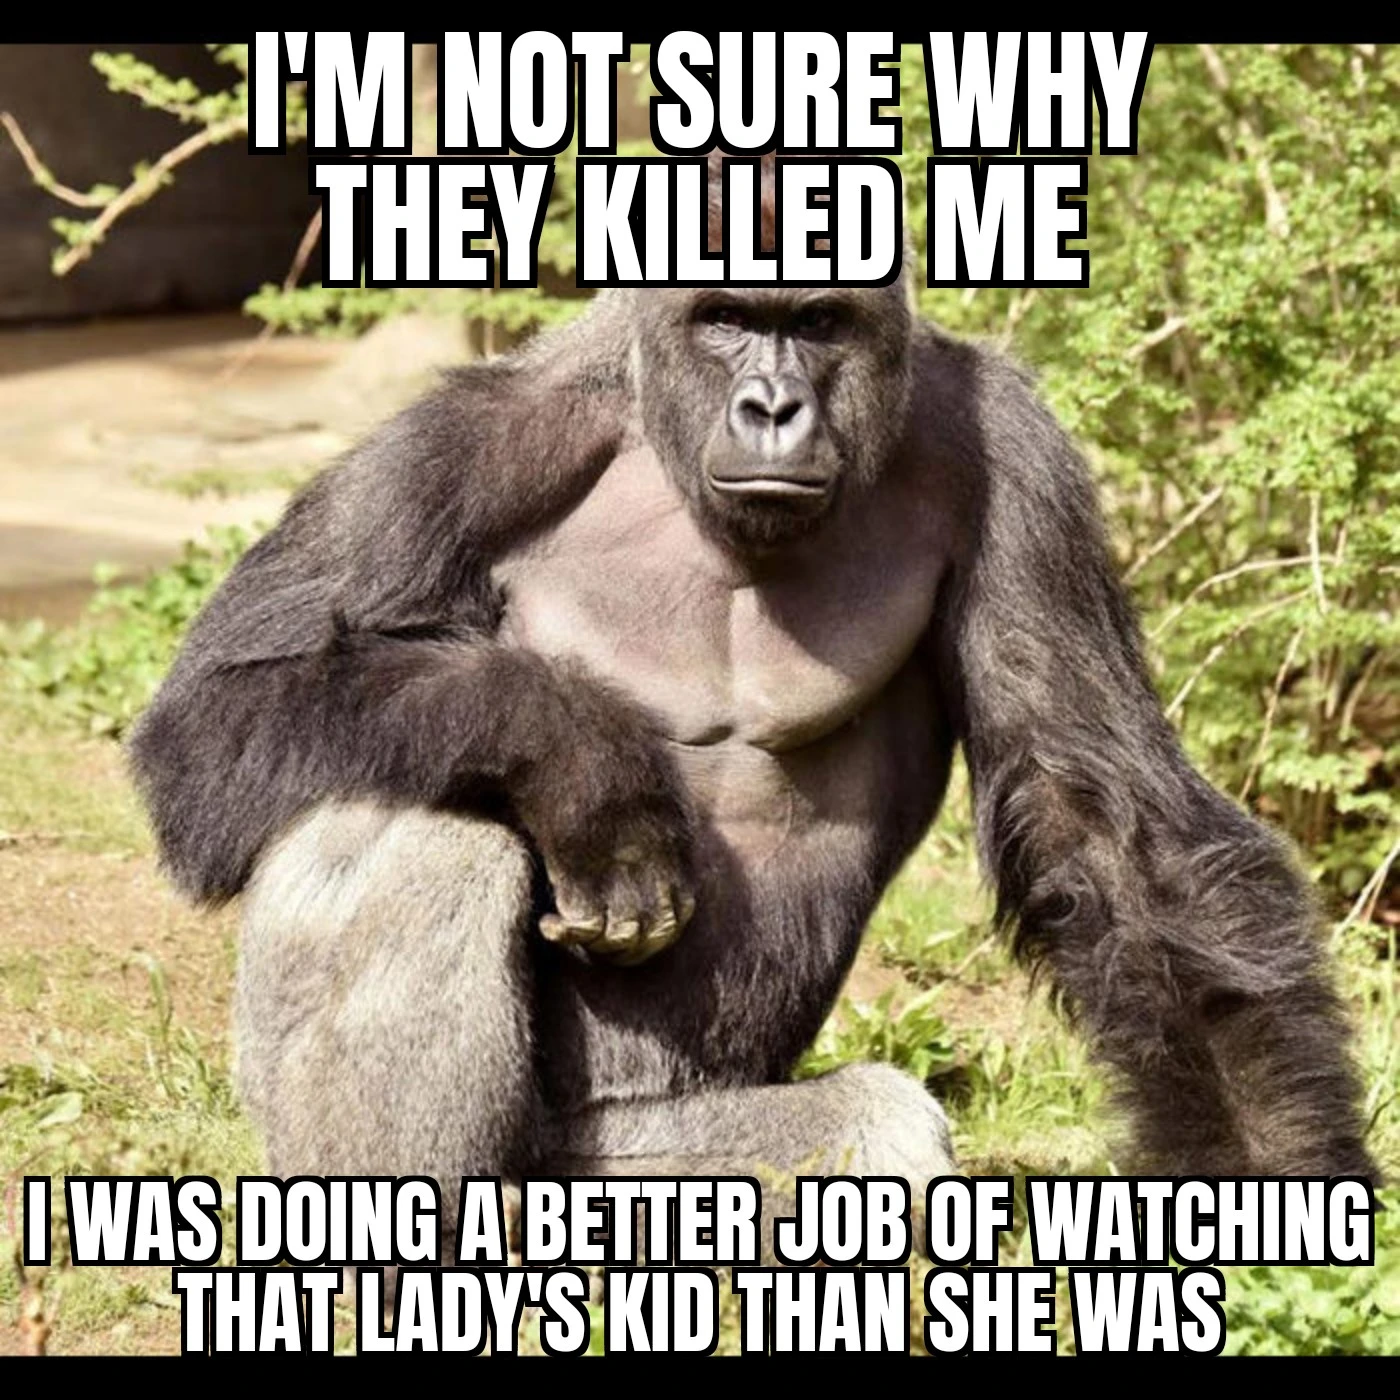 I'M NOT SURE WHY
THEY KILLED ME
I WAS DOING A BETTER JOB OF WATCHING
THAT LADY'S KID THAN SHE WAS